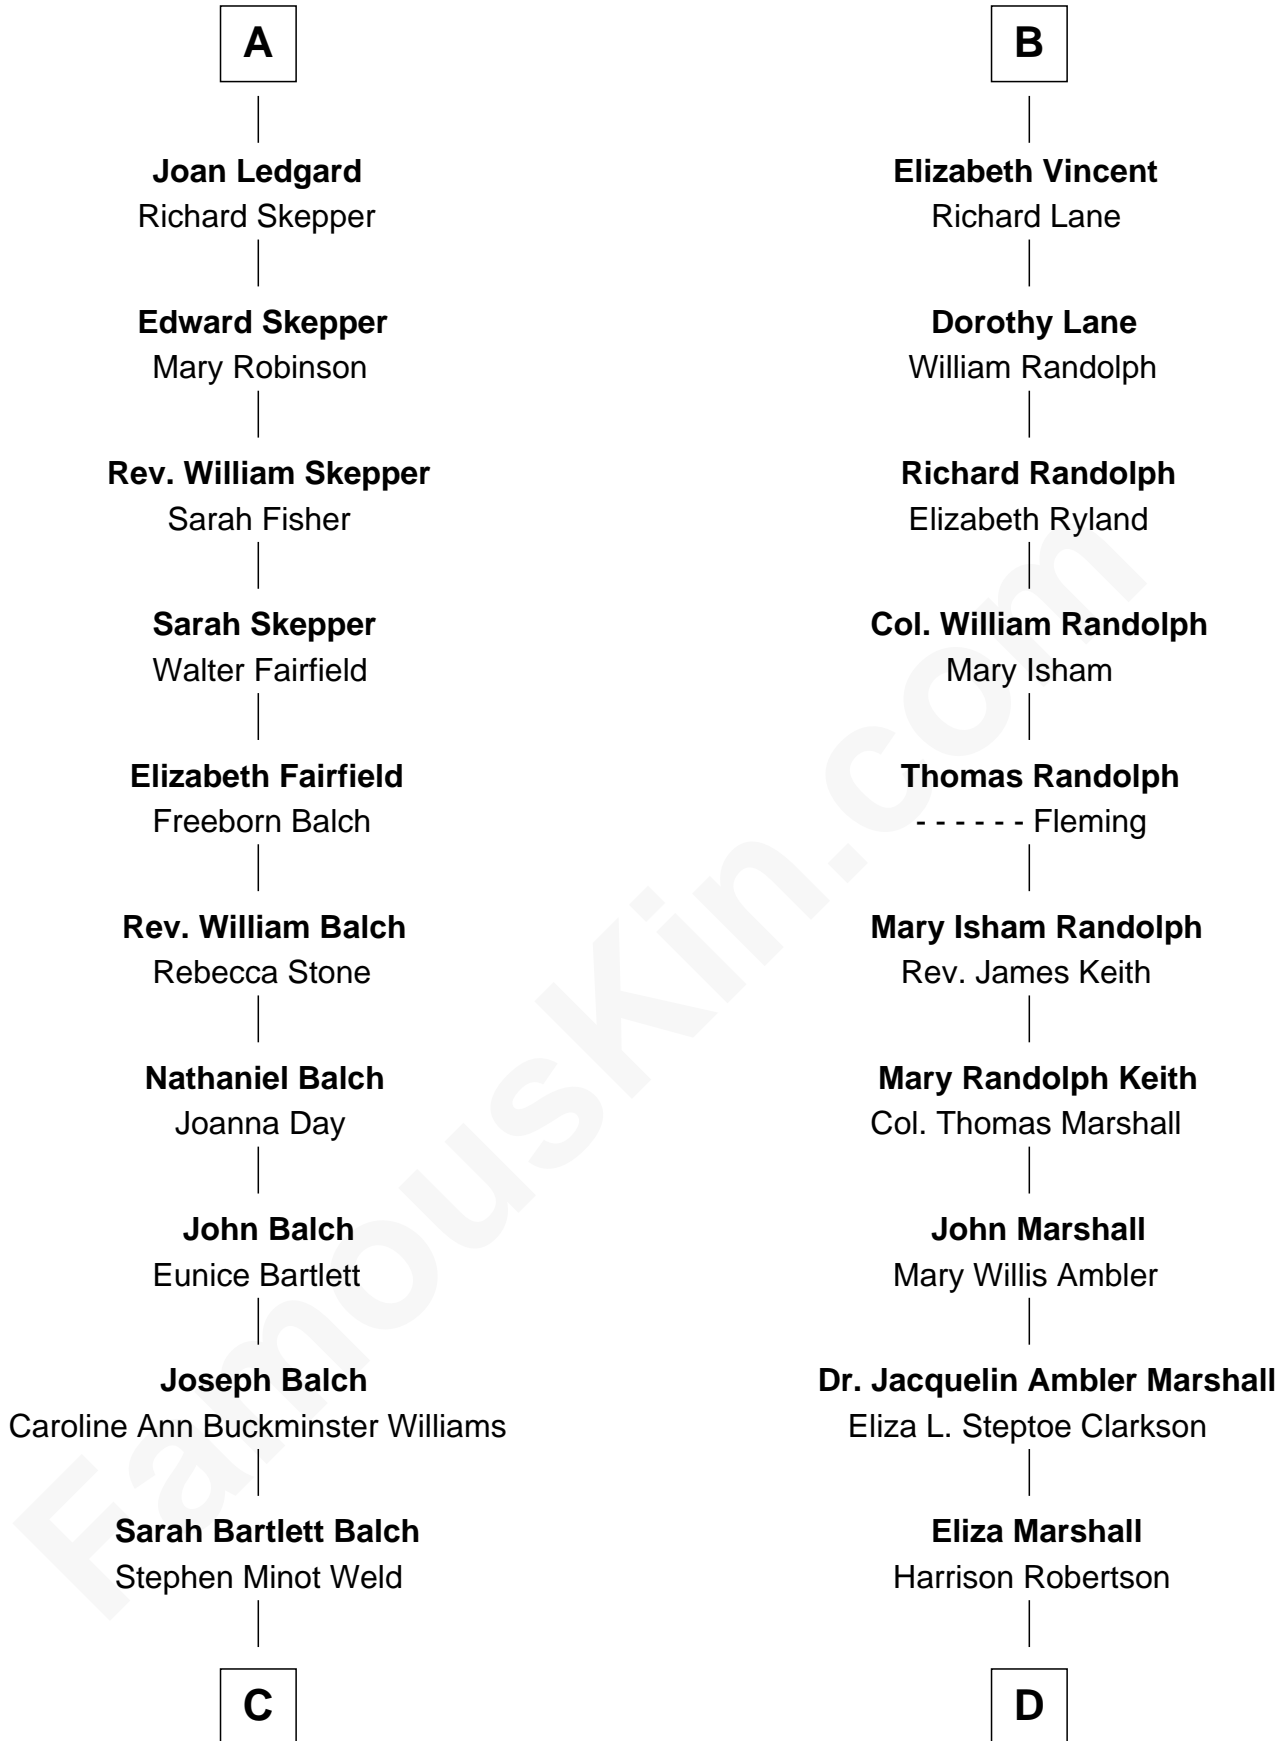 A
Joan Ledgard
Richard Skepper
Edward Skepper
Mary Robinson
Rev. William Skepper
Sarah Fisher
Sarah Skepper
Walter Fairfield
Elizabeth Fairfield
Freeborn Balch
Rev. William Balch
Rebecca Stone
Nathaniel Balch
Joanna Day
John Balch
Eunice Bartlett
Joseph Balch
Caroline Ann Buckminster Williams
Sarah Bartlett Balch
Stephen Minot Weld
C
B
Elizabeth Vincent
Richard Lane
Dorothy Lane
William Randolph
Richard Randolph
Elizabeth Ryland
Col. William Randolph
Mary Isham
Thomas Randolph
- - - - - - Fleming
Mary Isham Randolph
Rev. James Keith
Mary Randolph Keith
Col. Thomas Marshall
John Marshall
Mary Willis Ambler
Dr. Jacquelin Ambler Marshall
Eliza L. Steptoe Clarkson
Eliza Marshall
Harrison Robertson
D
FamousKin.com